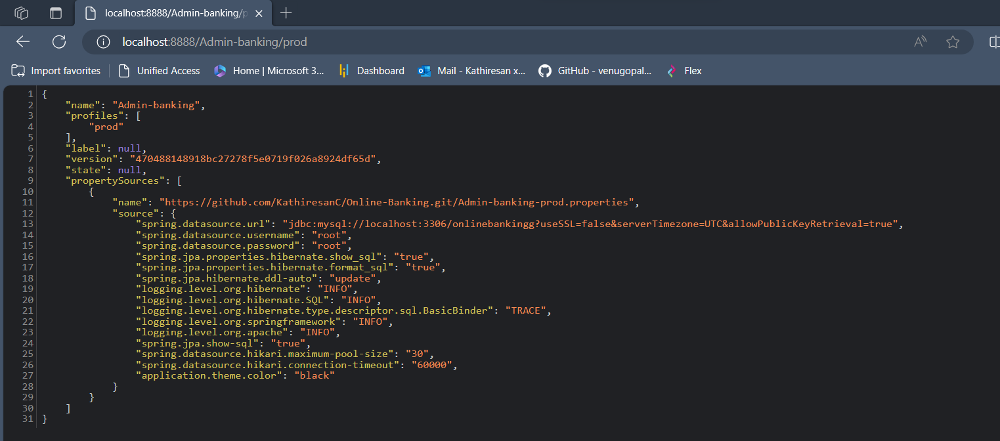 localhost:8888/Admin-banking/p
localhost:8888/Admin-banking/prod
Import favorites
Unified Access
Home | Microsoft 3...
Dashboard
Mail - Kathiresan x...
GitHub - venugopal...
Flex
1 {
2 "name": "Admin-banking",
3 "profiles": [
4 "prod"
5 ],
6 "label": null,
7 "version": "470488148918bc27278f5e0719f026a8924df65d",
8 "state": null,
9 "propertySources": [
10 {
11 "name": "https://github.com/KathiresanC/Online-Banking.git/Admin-banking-prod.properties",
12 "source": {
13 "spring.datasource.url": "jdbc:mysql://localhost:3306/onlinebankingg?useSSL=false&serverTimezone=UTC&allowPublicKeyRetrieval=true",
14 "spring.datasource.username": "root",
15 "spring.datasource.password": "root",
16 "spring.jpa.properties.hibernate.show_sql": "true",
17 "spring.jpa.properties.hibernate.format_sql": "true",
18 "spring.jpa.hibernate.ddl-auto": "update",
19 "logging.level.org.hibernate": "INFO",
20 "logging.level.org.hibernate.SQL": "INFO",
21 "logging.level.org.hibernate.type.descriptor.sql.BasicBinder": "TRACE",
22 "logging.level.org.springframework": "INFO",
23 "logging.level.org.apache": "INFO",
24 "spring.jpa.show-sql": "true",
25 "spring.datasource.hikari.maximum-pool-size": "30",
26 "spring.datasource.hikari.connection-timeout": "60000",
27 "application.theme.color": "black"
28 }
29 }
30 ]
31 }